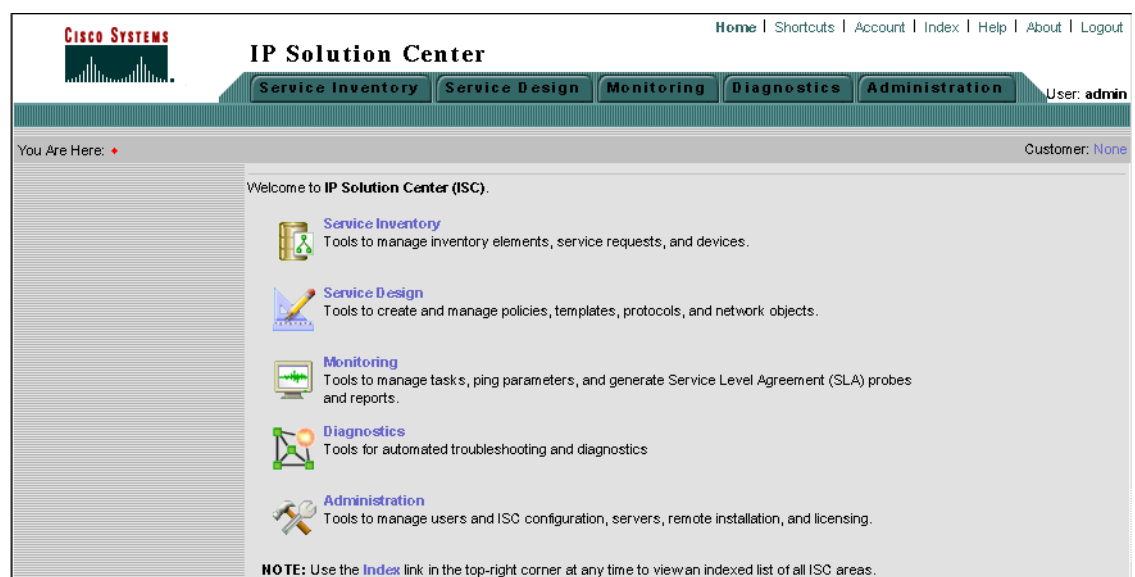 CISCO SYSTEMS
Home | Shortcuts | Account | Index | Help | About | Logout
IP Solution Center
Service Inventory Service Design Monitoring Diagnostics Administration
User: admin
You Are Here:
Customer: None
Welcome to IP Solution Center (ISC).
Service Inventory
Tools to manage inventory elements, service requests, and devices.
Service Design
Tools to create and manage policies, templates, protocols, and network objects.
Monitoring
Tools to manage tasks, ping parameters, and generate Service Level Agreement (SLA) probes
and reports.
Diagnostics
Tools for automated troubleshooting and diagnostics
Administration
Tools to manage users and ISC configuration, servers, remote installation, and licensing.
NOTE: Use the Index link in the top-right corner at any time to view an indexed list of all ISC areas.